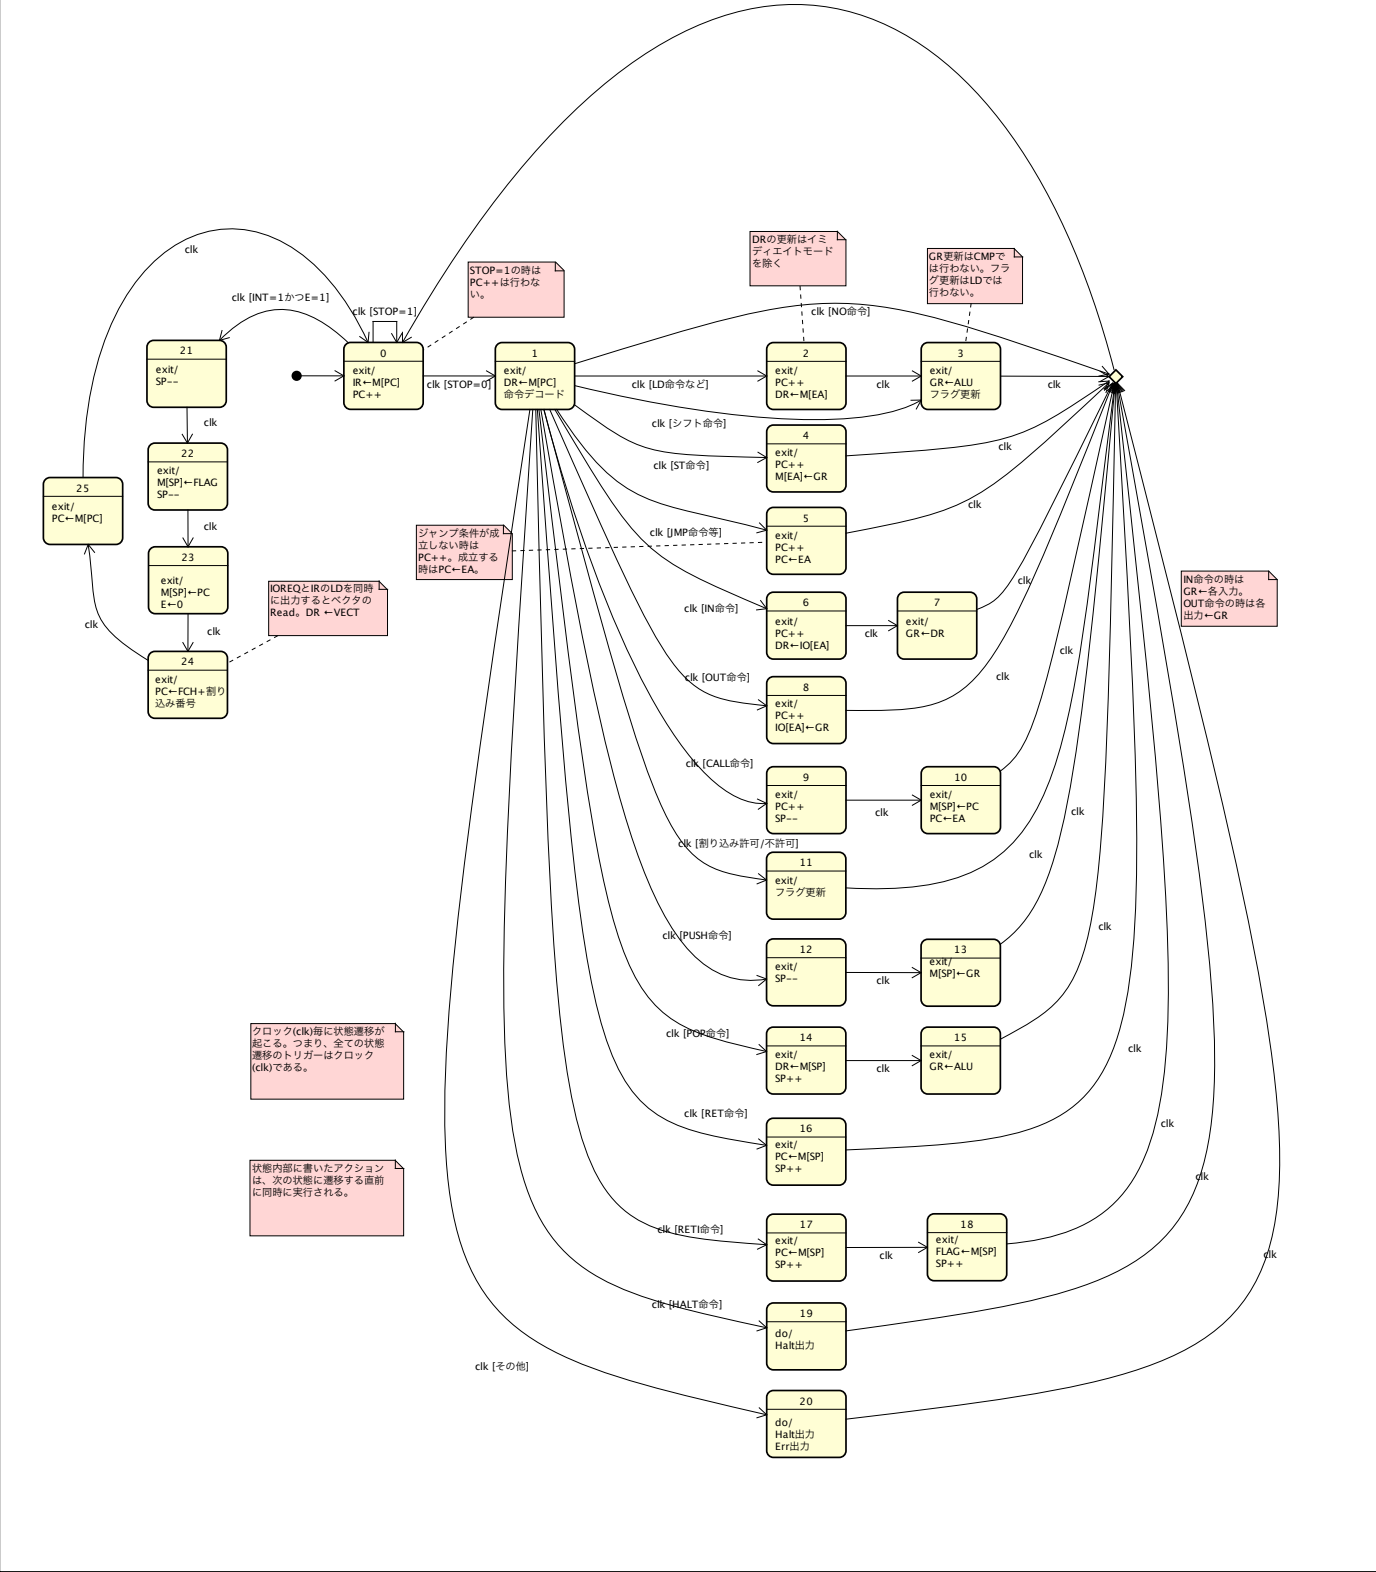 clk
clk [INT=1かつE=1]
clk [STOP=1]
STOP=1の時は
PC++は行わな
い。
DRの更新はイミ
ディエイトモード
を除く
GR更新はCMPで
は行わない。フラ
グ更新はLDでは
行わない。
clk [NO命令]
21
exit/
SP--
0
exit/
IR←M[PC]
PC++
clk [STOP=0]
1
exit/
DR←M[PC]
命令デコード
clk [LD命令など]
2
exit/
PC++
DR←M[EA]
clk
3
exit/
GR←ALU
フラグ更新
clk
clk
clk [シフト命令]
4
exit/
PC++
M[EA]←GR
clk
clk [ST命令]
22
exit/
M[SP]←FLAG
SP--
25
exit/
PC←M[PC]
clk
ジャンプ条件が成
立しない時は
PC++。成立する
時はPC←EA。
clk [JMP命令等]
5
exit/
PC++
PC←EA
clk
23
exit/
M[SP]←PC
E←0
IOREQとIRのLDを同時
に出力するとベクタの
Read。DR ←VECT
clk [IN命令]
6
exit/
PC++
DR←IO[EA]
clk
7
exit/
GR←DR
clk
IN命令の時は
GR←各入力。
OUT命令の時は各
出力←GR
clk
clk
24
exit/
PC←FCH+割り
込み番号
clk [OUT命令]
8
exit/
PC++
IO[EA]←GR
clk
clk
clk [CALL命令]
9
exit/
PC++
SP--
clk
10
exit/
M[SP]←PC
PC←EA
clk
clk [割り込み許可/不許可]
11
exit/
フラグ更新
clk
clk [PUSH命令]
12
exit/
SP--
clk
13
exit/
M[SP]←GR
clk
クロック(clk)毎に状態遷移が
起こる。つまり、全ての状態
遷移のトリガーはクロック
(clk)である。
clk [POP命令]
14
exit/
DR←M[SP]
SP++
clk
15
exit/
GR←ALU
clk
clk [RET命令]
16
exit/
PC←M[SP]
SP++
clk
状態内部に書いたアクション
は、次の状態に遷移する直前
に同時に実行される。
clk
clk [RETI命令]
17
exit/
PC←M[SP]
SP++
clk
18
exit/
FLAG←M[SP]
SP++
clk
clk [HALT命令]
19
do/
Halt出力
clk [その他]
20
do/
Halt出力
Err出力